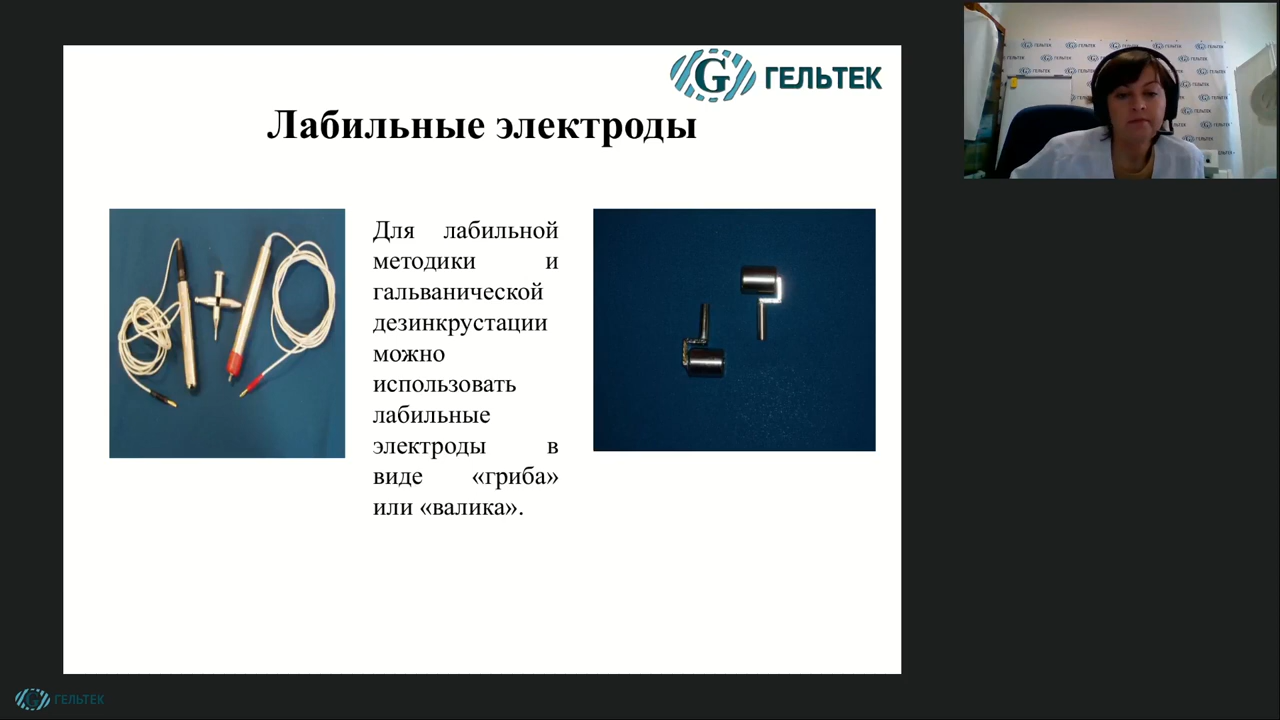 ГЕЛЬТЕК
Лабильные электроды
Для лабильной
методики и
гальванической
дезинкрустации
можно
использовать
лабильные
электроды в
виде «гриба»
или «валика».
ГЕЛЬТЕК